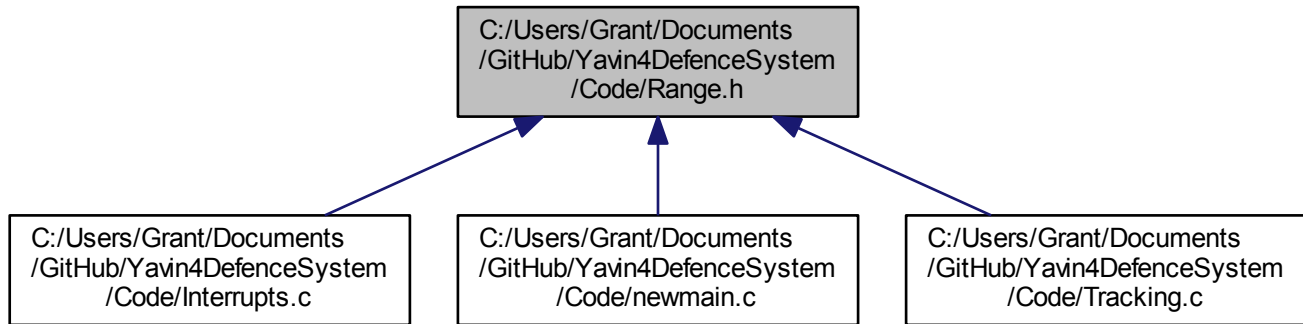 C:/Users/Grant/Documents
/GitHub/Yavin4DefenceSystem
/Code/Range.h
C:/Users/Grant/Documents
/GitHub/Yavin4DefenceSystem
/Code/Interrupts.c
C:/Users/Grant/Documents
/GitHub/Yavin4DefenceSystem
/Code/newmain.c
C:/Users/Grant/Documents
/GitHub/Yavin4DefenceSystem
/Code/Tracking.c